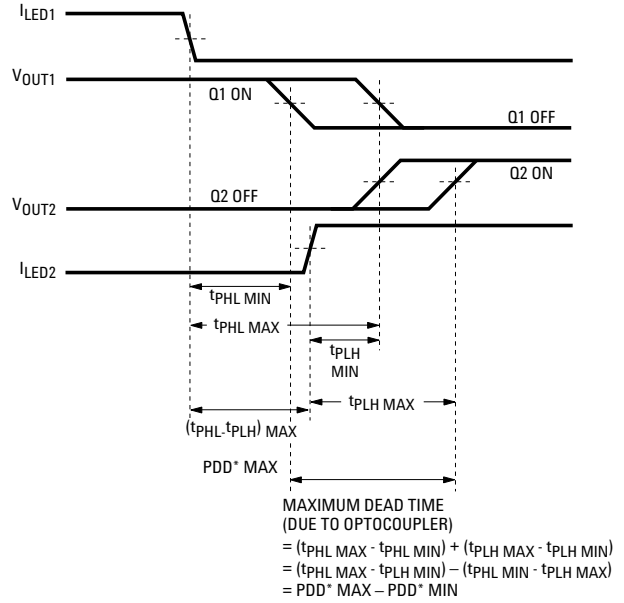 ILED1
VOUT1
Q1 ON
Q1 OFF
Q2 OFF
Q2 ON
VOUT2
ILED2
tPHL MIN
tPHL MAX
tPLH
MIN
tPLH MAX
(tPHL-tPLH) MAX
PDD* MAX
MAXIMUM DEAD TIME
(DUE TO OPTOCOUPLER)
= (tPHL MAX - tPHL MIN) + (tPLH MAX - tPLH MIN)
= (tPHL MAX - tPLH MIN) – (tPHL MIN - tPLH MAX)
= PDD* MAX – PDD* MIN